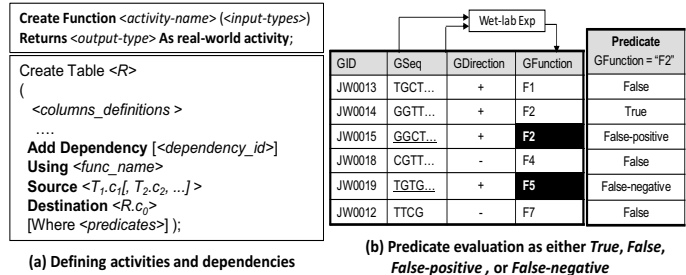 Create Function <activity-name> (<input-types>)
Returns <output-type> As real-world activity;
Create Table <R>
(
<columns_definitions >
....
Add Dependency [<dependency_id>]
Using <func_name>
Source <T1.c1[, T2.c2, ...] >
Destination <R.c0>
[Where <predicates>] );
(a) Defining activities and dependencies
Wet-lab Exp
Predicate
GFunction = "F2"
GID GSeq GDirection GFunction
JW0013 TGCT... + F1 False
JW0014 GGTT... + F2 True
JW0015 GGCT... + F2 False-positive
JW0018 CGTT... - F4 False
JW0019 TGTG... + F5 False-negative
JW0012 TTCG - F7 False
(b) Predicate evaluation as either True, False,
False-positive , or False-negative